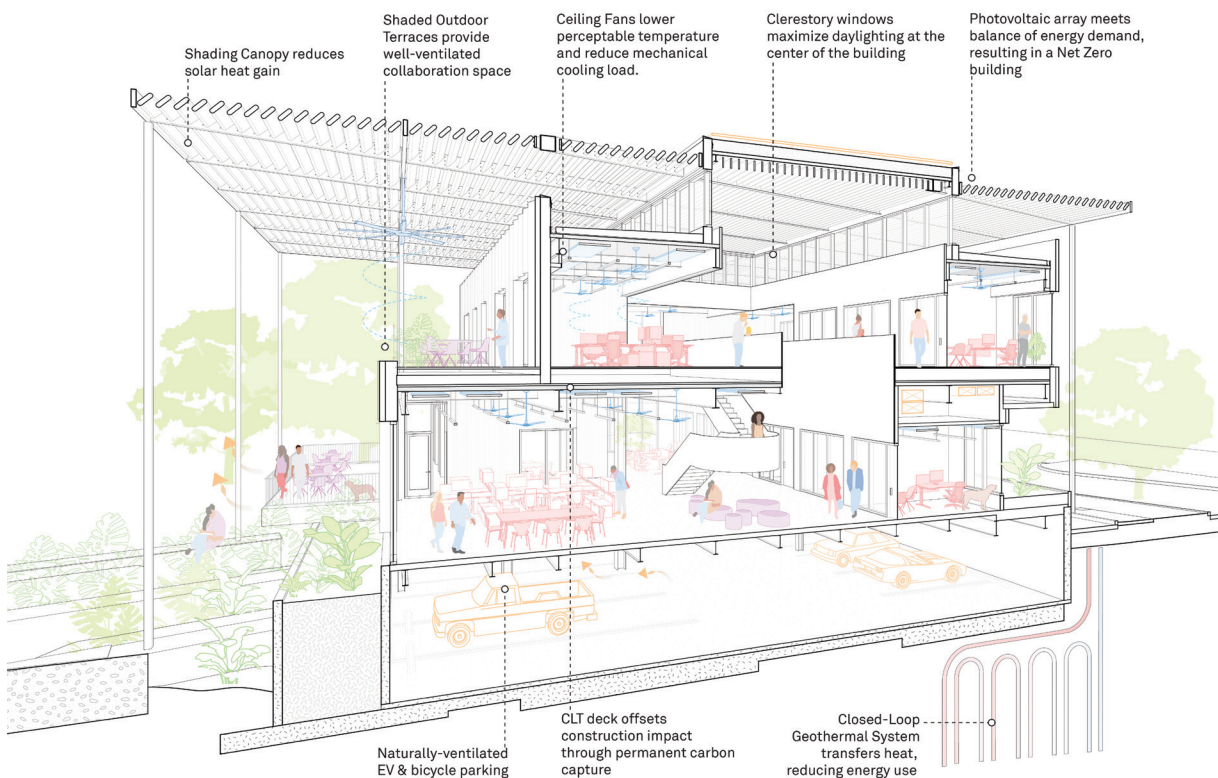 Shading Canopy reduces
solar heat gain
Shaded Outdoor
Terraces provide
well-ventilated
collaboration space
Ceiling Fans lower
perceptable temperature
and reduce mechanical
cooling load.
Clerestory windows
maximize daylighting at the
center of the building
Photovoltaic array meets
balance of energy demand,
resulting in a Net Zero
building
Naturally-ventilated
EV & bicycle parking
CLT deck offsets
construction impact
through permanent carbon
capture
Closed-Loop
Geothermal System
transfers heat,
reducing energy use